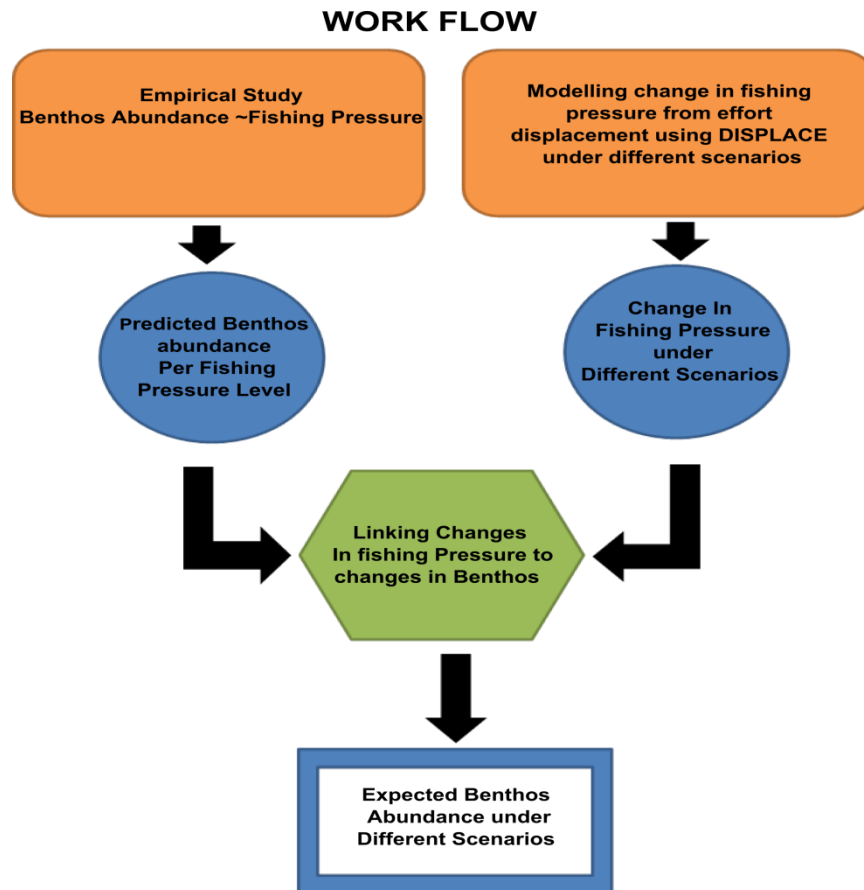 WORK FLOW
Empirical Study
Benthos Abundance ~Fishing Pressure
Modelling change in fishing
pressure from effort
displacement using DISPLACE
under different scenarios
Predicted Benthos
abundance
Per Fishing
Pressure Level
Change In
Fishing Pressure
under
Different Scenarios
Linking Changes
In fishing Pressure to
changes in Benthos
Expected Benthos
Abundance under
Different Scenarios